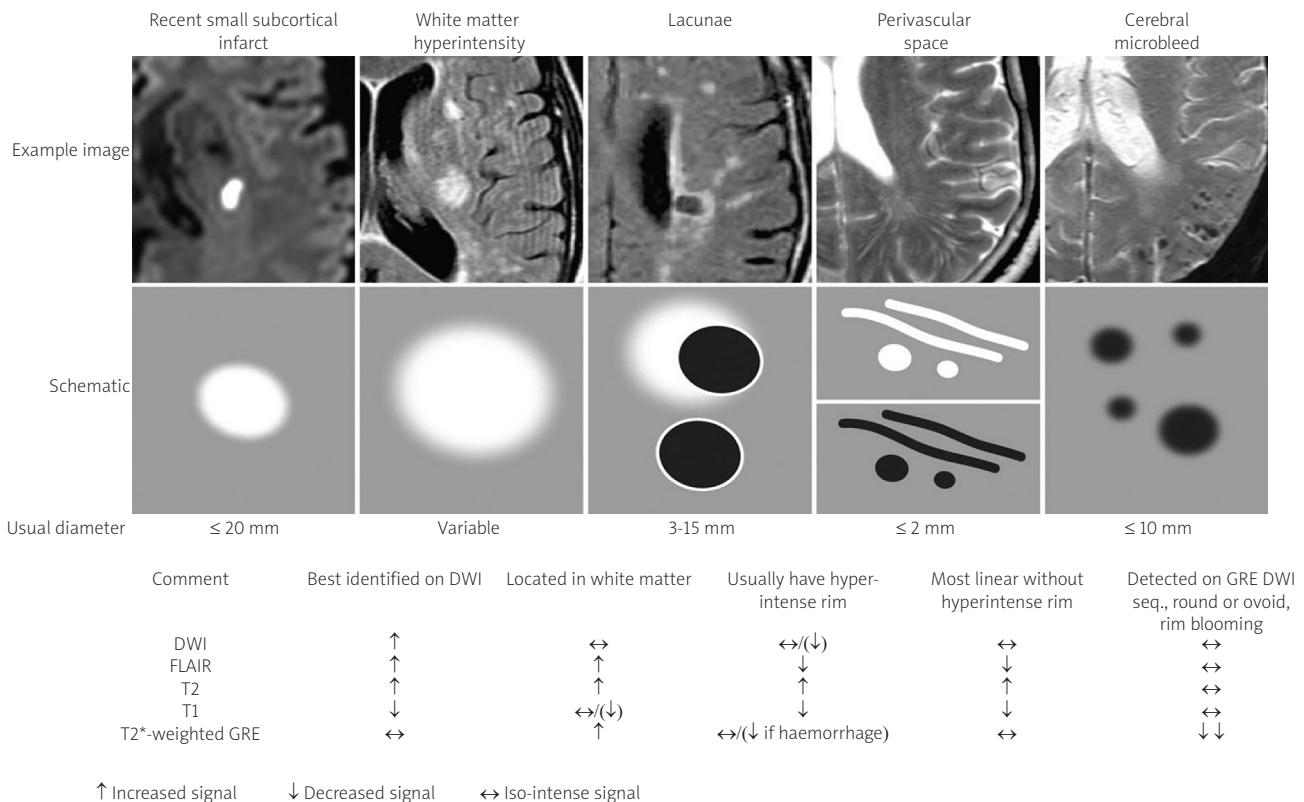 Recent small subcortical infarct
White matter hyperintensity
Lacunae
Perivascular space
Cerebral microbleed
Example image
Schematic
Usual diameter ≤ 20 mm Variable 3-15 mm ≤ 2 mm ≤ 10 mm
Comment
Best identified on DWI
Located in white matter
Usually have hyper-
intense rim
Most linear without
hyperintense rim
Detected on GRE DWI
seq., round or ovoid,
rim blooming
DWI ↑ ↔ ↔/(↓) ↔ ↔
FLAIR ↑ ↑ ↓ ↓ ↔
T2 ↑ ↑ ↑ ↑ ↔
T1 ↓ ↔/(↓) ↓ ↓ ↔
T2*-weighted GRE ↔ ↑ ↔/(↓ if haemorrhage) ↔ ↓↓
↑ Increased signal ↓ Decreased signal ↔ Iso-intense signal